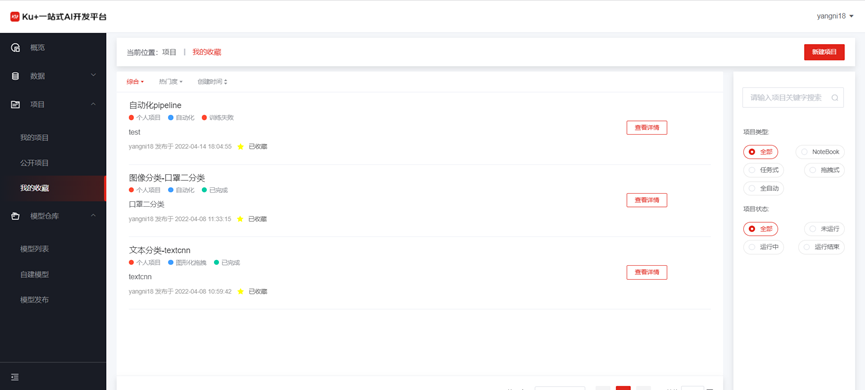 Ku+一站式AI开发平台
yangni18
概览
数据
项目
我的项目
公开项目
我的收藏
模型仓库
模型列表
自建模型
模型发布
当前位置：项目 | 我的收藏
新建项目
综合 热门度 创建时间
自动化pipeline
个人项目 自动化 训练失败
test
yangni18 发布于 2022-04-14 18:04:55 已收藏
查看详情
图像分类-口罩二分类
个人项目 自动化 已完成
口罩二分类
yangni18 发布于 2022-04-06 11:33:15 已收藏
查看详情
文本分类-textcnn
个人项目 图形化拖拽 已完成
textcnn
yangni18 发布于 2022-04-06 10:59:42 已收藏
查看详情
请输入项目关键字搜索
项目类型:
全部 NoteBook
任务式 拖拽式
全自动
项目状态:
全部 未运行
运行中 运行结束